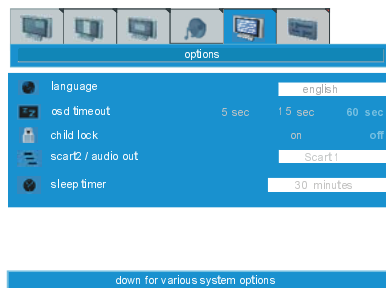 options
language english
osd timeout 5 sec 15 sec 60 sec
child lock on off
scart2 / audio out Scart1
sleep timer 30 minutes
down for various system options